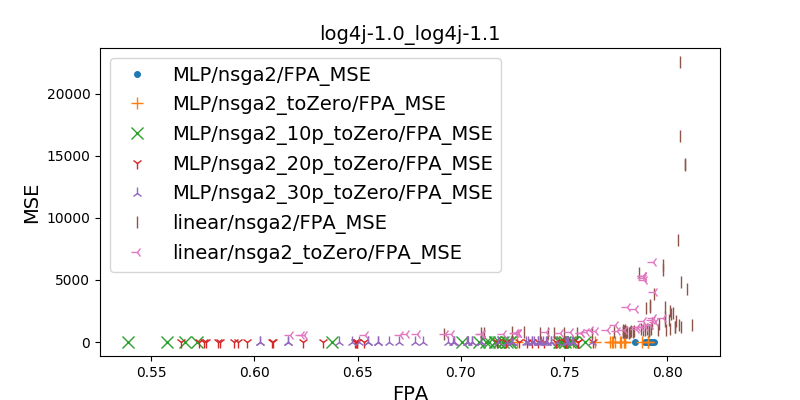 log4j-1.0_log4j-1.1
MLP/nsga2/FPA_MSE
MLP/nsga2_toZero/FPA_MSE
MLP/nsga2_10p_toZero/FPA_MSE
MLP/nsga2_20p_toZero/FPA_MSE
MLP/nsga2_30p_toZero/FPA_MSE
linear/nsga2/FPA_MSE
linear/nsga2_toZero/FPA_MSE
MSE
20000
15000
10000
5000
0
0.55 0.60 0.65 0.70 0.75 0.80
FPA